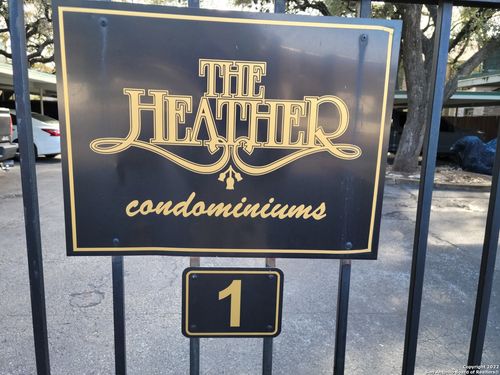 THE
HEATHER
condominiums
1
Copyright 2022
San Antonio Board of Realtors®